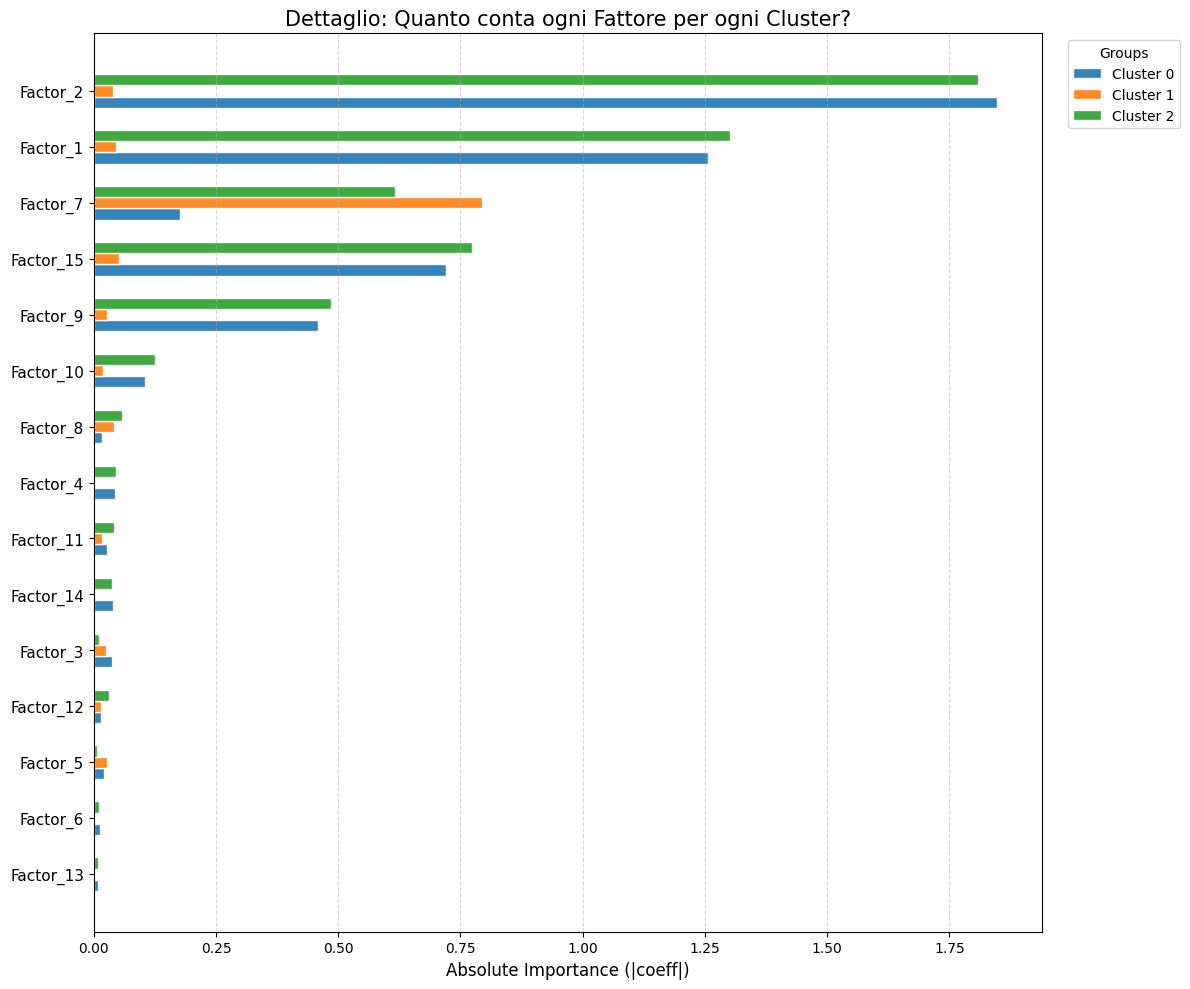 Dettaglio: Quanto conta ogni Fattore per ogni Cluster?
Groups
Cluster 0
Cluster 1
Cluster 2
Factor_2
Factor_1
Factor_7
Factor_15
Factor_9
Factor_10
Factor_8
Factor_4
Factor_11
Factor_14
Factor_3
Factor_12
Factor_5
Factor_6
Factor_13
0.00 0.25 0.50 0.75 1.00 1.25 1.50 1.75
Absolute Importance (|coeff|)